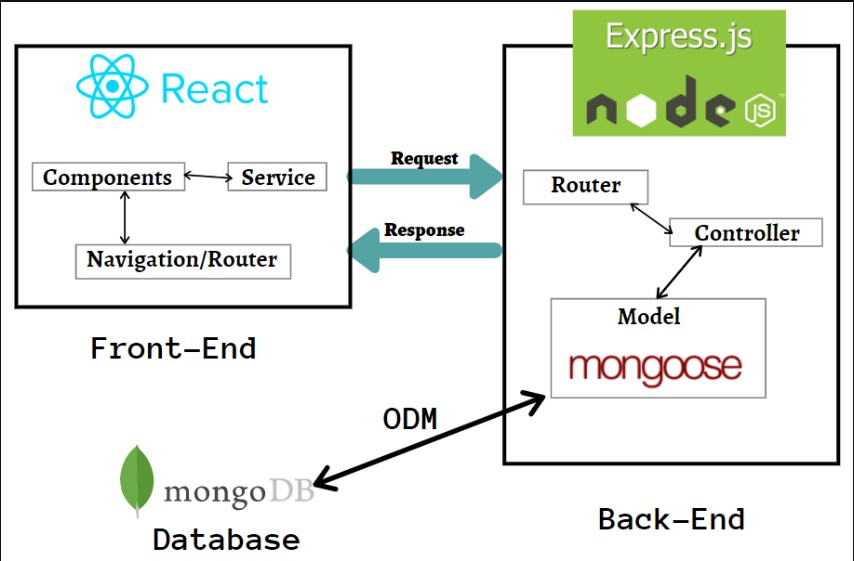 React
Components
Service
Navigation/Router
Front-End
Request
Response
Express.js
node
JS
™
Router
Controller
Model
mongoose
Back-End
ODM
mongoDB
Database